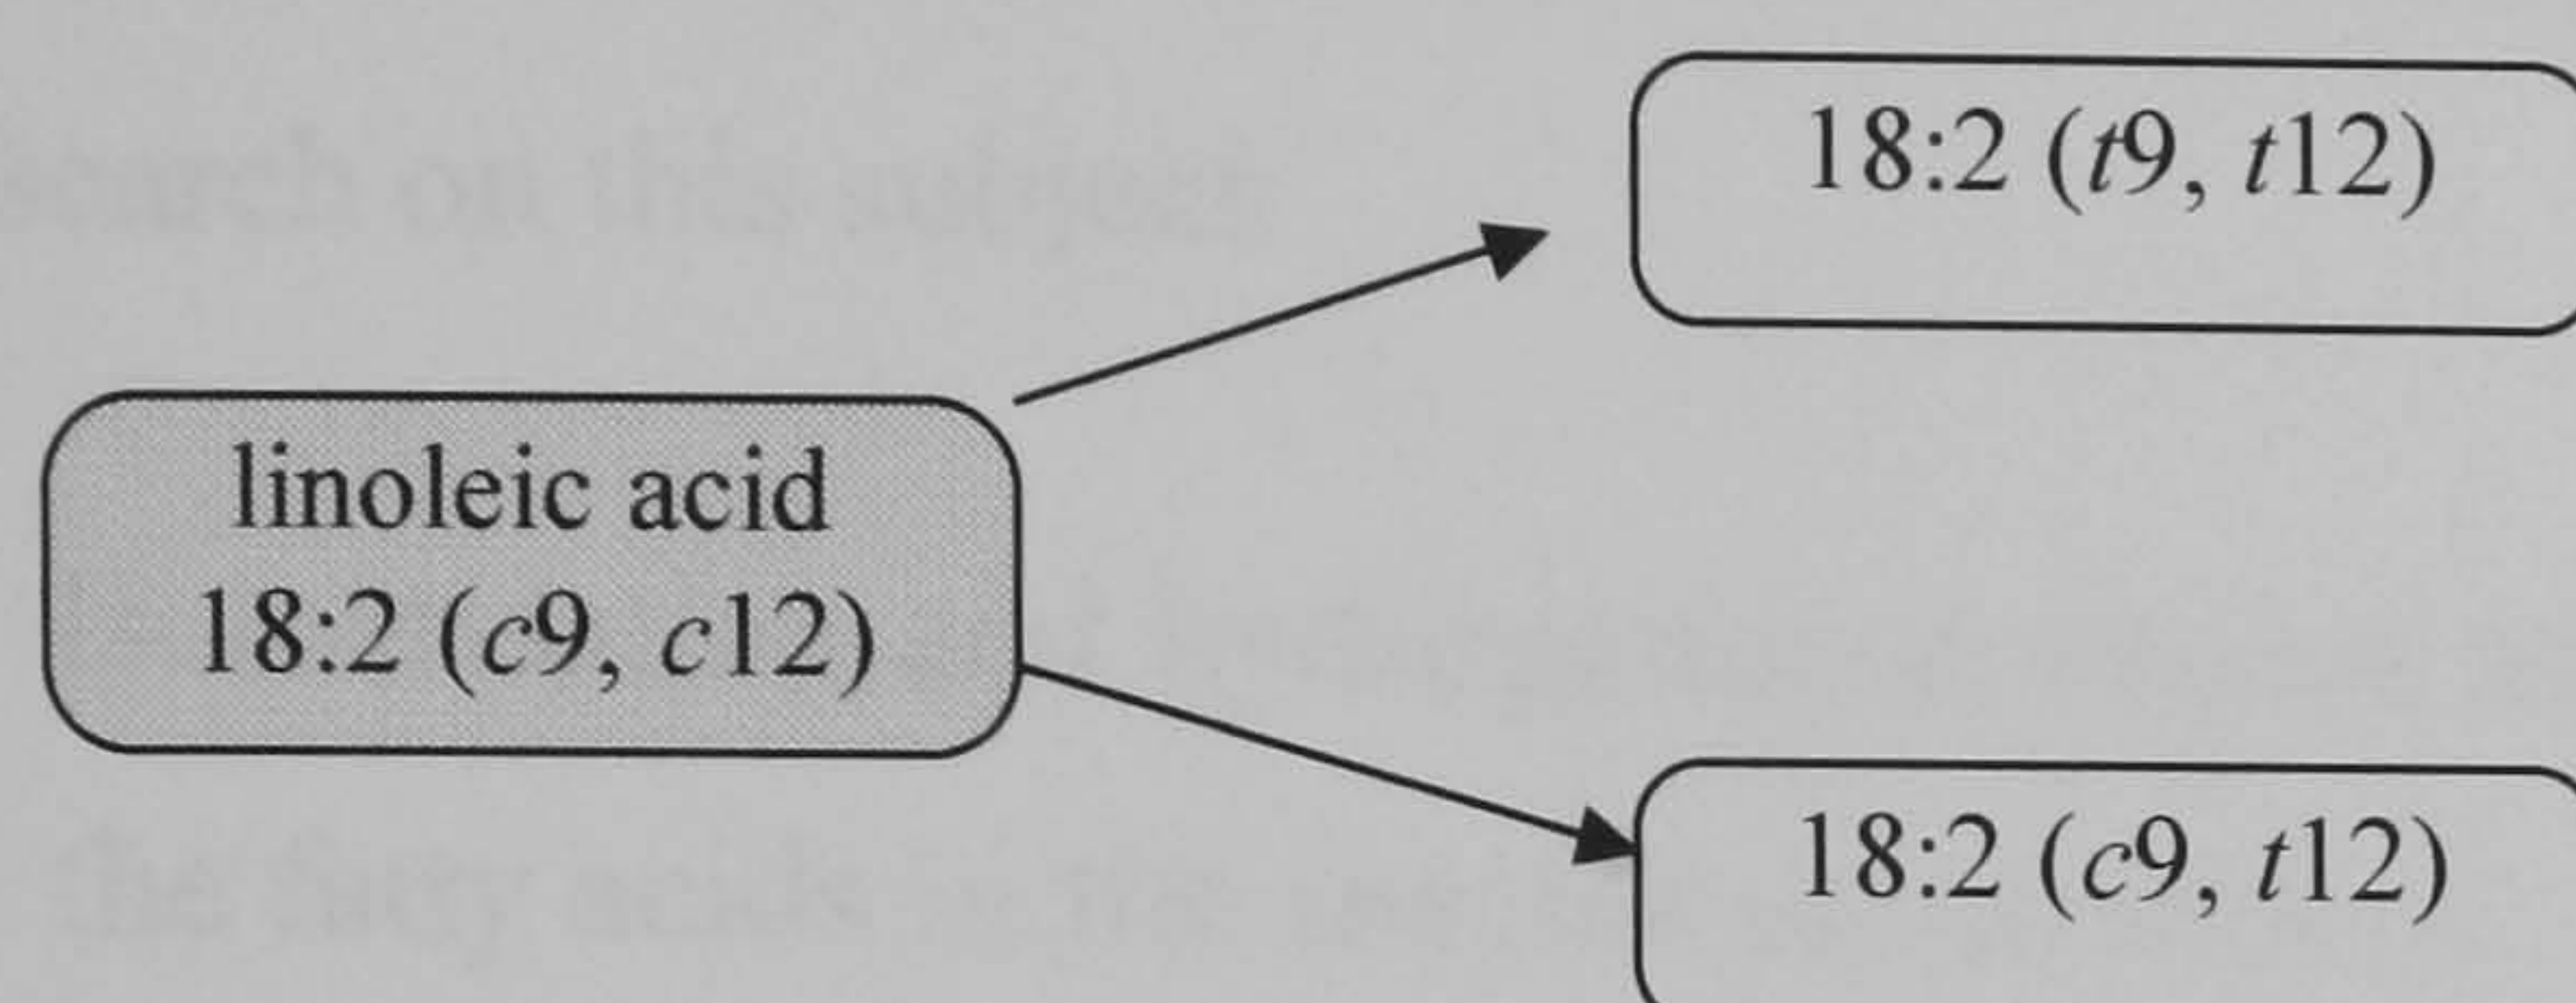 18:2 (t9, t12)
linoleic acid
18:2 (c9, c12)
18:2 (c9, t12)